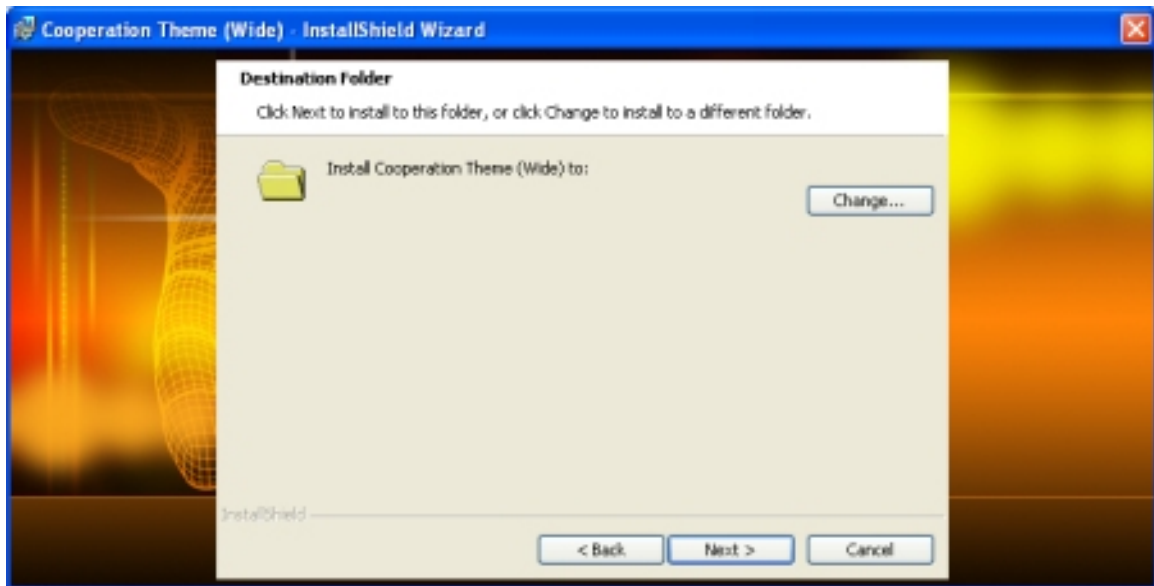 Cooperation Theme (Wide) - InstallShield Wizard
Destination Folder
Click Next to install to this folder, or click Change to install to a different folder.
Install Cooperation Theme (Wide) to:
Change...
InstallShield
< Back
Next >
Cancel